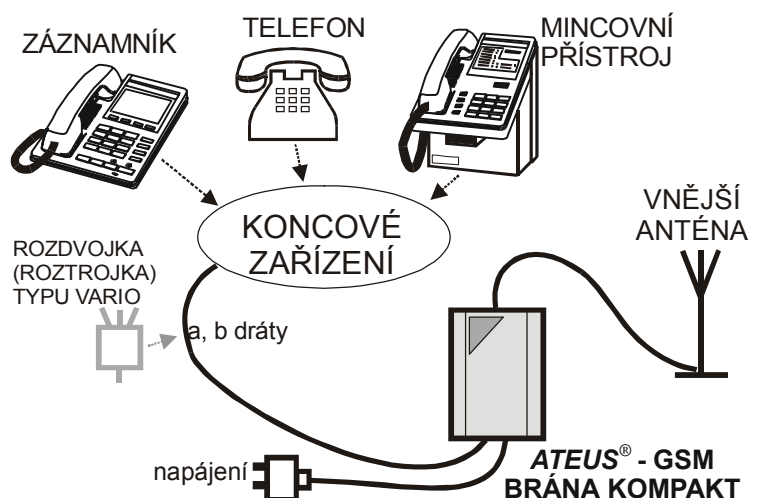 ZÁZNAMNÍK
TELEFON
MINCOVNÍ
PŘÍSTROJ
KONCOVÉ
ZAŘÍZENÍ
VNĚJŠÍ
ANTÉNA
ROZDVOJKA
(ROZTROJKA)
TYPU VARIO
a, b dráty
napájení
ATEUS® - GSM
BRÁNA KOMPAKT